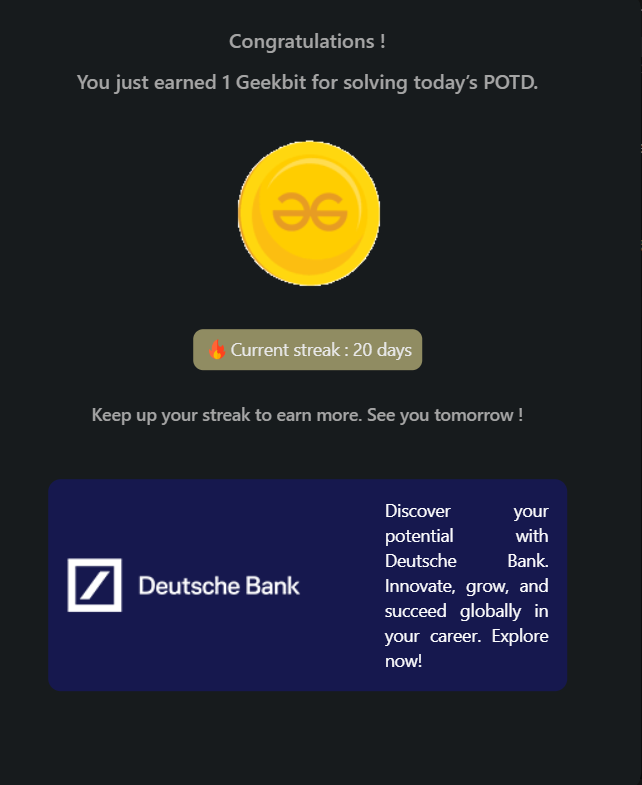 Congratulations !
You just earned 1 Geekbit for solving today's POTD.
🔥Current streak : 20 days
Keep up your streak to earn more. See you tomorrow !
Deutsche Bank
Discover your
potential with
Deutsche Bank.
Innovate, grow, and
succeed globally in
your career. Explore
now!